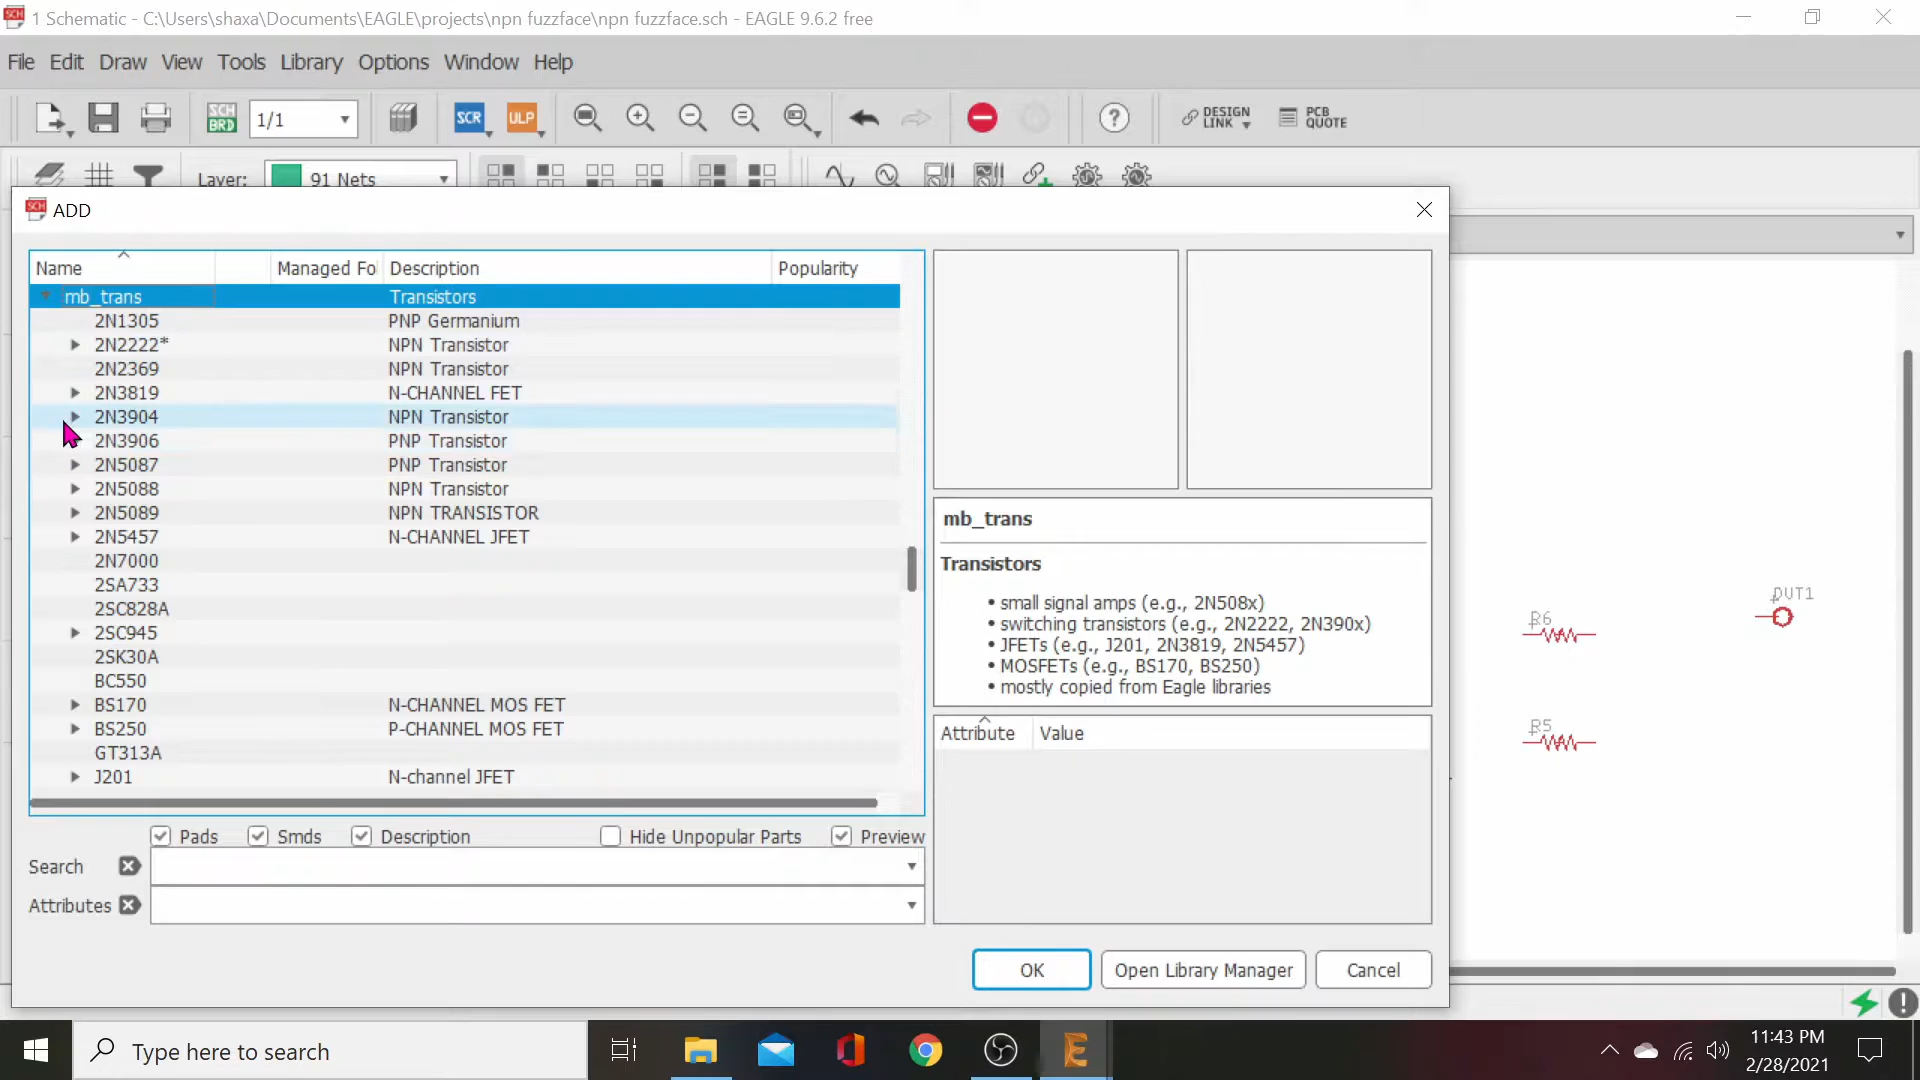 1 Schematic - C:\Users\shaxa\Documents\EAGLE\projects\npn fuzzface\npn fuzzface.sch - EAGLE 9.6.2 free
File Edit Draw View Tools Library Options Window Help
SCH BRD 1/1 SCR ULP DESIGN LINK PCB QUOTE
Layer: 91 Nets
ADD
Name Managed Fo Description Popularity
mb_trans Transistors
2N1305 PNP Germanium
2N2222* NPN Transistor
2N2369 NPN Transistor
2N3819 N-CHANNEL FET
2N3904 NPN Transistor
2N3906 PNP Transistor
2N5087 PNP Transistor
2N5088 NPN Transistor
2N5089 NPN TRANSISTOR
2N5457 N-CHANNEL JFET
2N7000
2SA733
2SC828A
2SC945
2SK30A
BC550
BS170 N-CHANNEL MOS FET
BS250 P-CHANNEL MOS FET
GT313A
J201 N-channel JFET
mb_trans
Transistors
• small signal amps (e.g., 2N508x)
• switching transistors (e.g., 2N2222, 2N390x)
• JFETs (e.g., J201, 2N3819, 2N5457)
• MOSFETs (e.g., BS170, BS250)
• mostly copied from Eagle libraries
Attribute Value
Pads Smds Description Hide Unpopular Parts Preview
Search
Attributes
OK Open Library Manager Cancel
OUT1
R6
R5
Type here to search
11:43 PM
2/28/2021